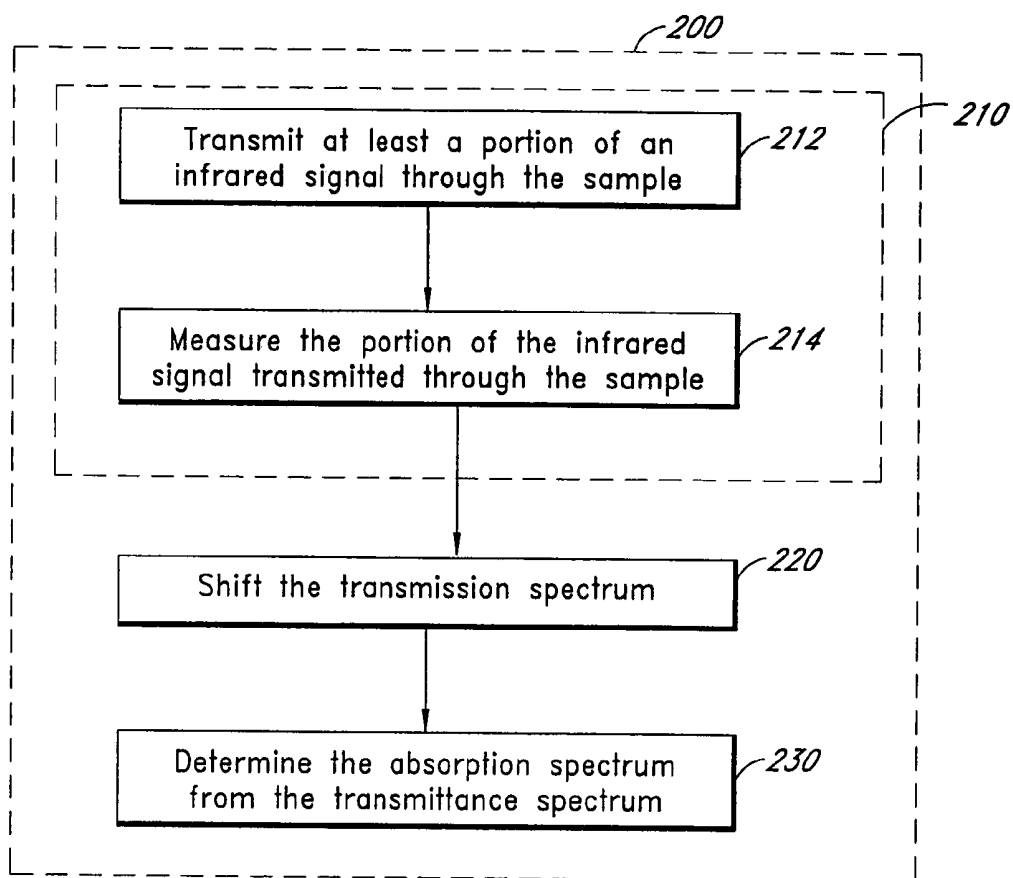 200
210
Transmit at least a portion of an
infrared signal through the sample
212
Measure the portion of the infrared
signal transmitted through the sample
214
Shift the transmission spectrum
220
Determine the absorption spectrum
from the transmittance spectrum
230